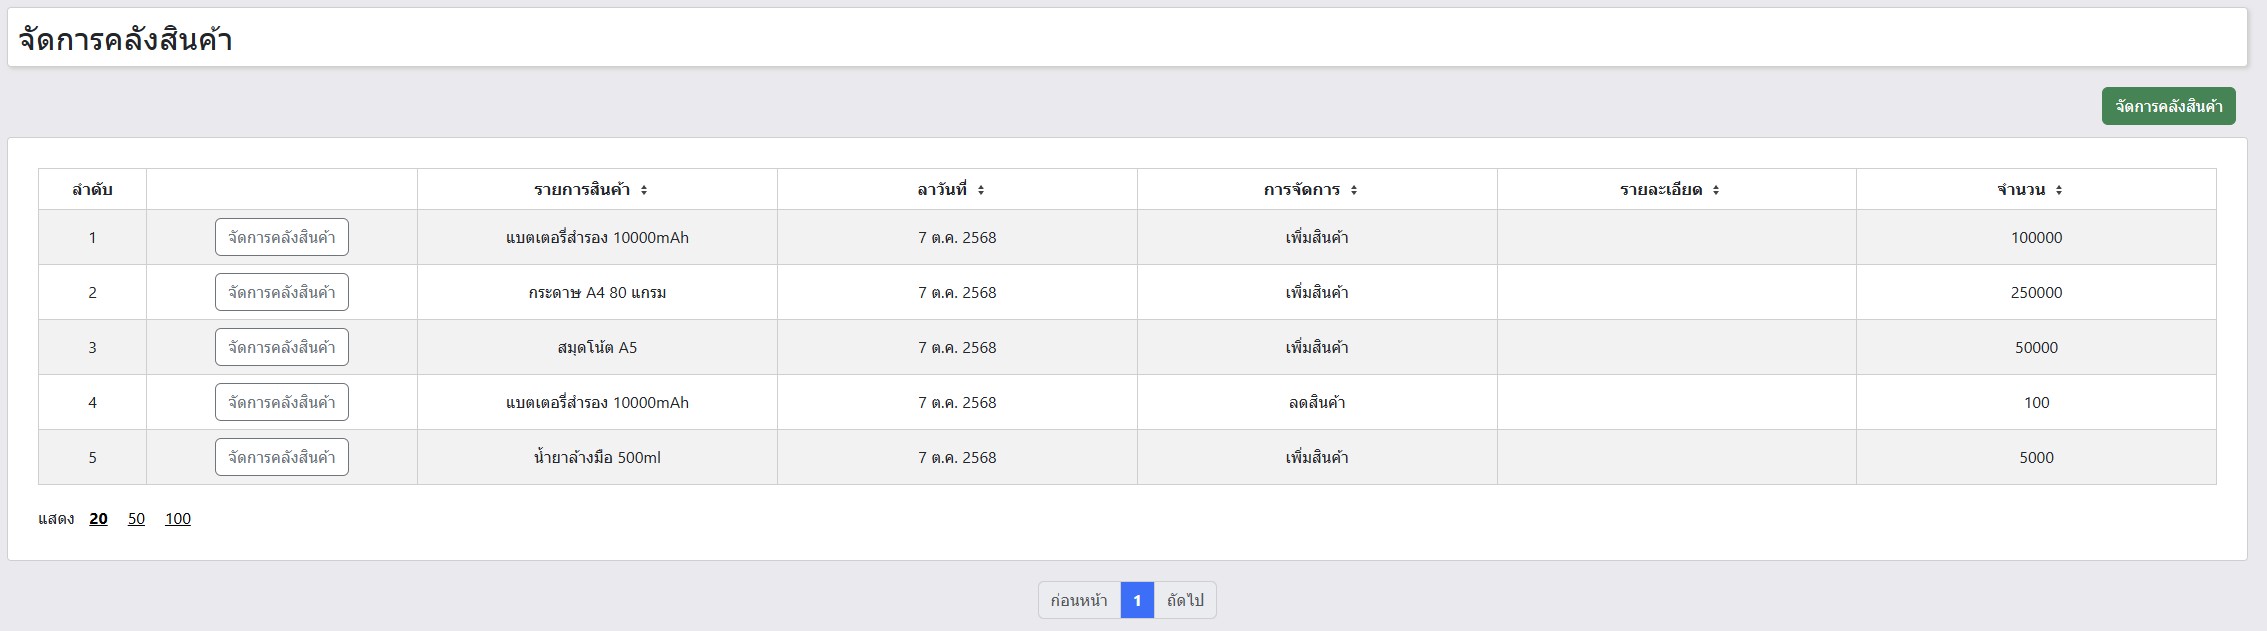 จัดการคลังสินค้า
จัดการคลังสินค้า
ลำดับ รายการสินค้า ลาวันที่ การจัดการ รายละเอียด จำนวน
1 จัดการคลังสินค้า แบตเตอรี่สำรอง 10000mAh 7 ต.ค. 2568 เพิ่มสินค้า 100000
2 จัดการคลังสินค้า กระดาษ A4 80 แกรม 7 ต.ค. 2568 เพิ่มสินค้า 250000
3 จัดการคลังสินค้า สมุดโน้ต A5 7 ต.ค. 2568 เพิ่มสินค้า 50000
4 จัดการคลังสินค้า แบตเตอรี่สำรอง 10000mAh 7 ต.ค. 2568 ลดสินค้า 100
5 จัดการคลังสินค้า น้ำยาล้างมือ 500ml 7 ต.ค. 2568 เพิ่มสินค้า 5000
แสดง 20 50 100
ก่อนหน้า 1 ถัดไป